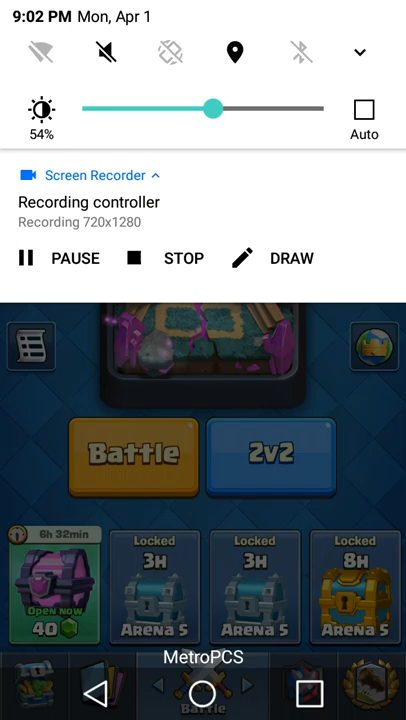 9:02 PM Mon, Apr 1
54%
Auto
Screen Recorder
Recording controller
Recording 720x1280
PAUSE
STOP
DRAW
Battle
2v2
6h 32min
Open now
40
Locked
3H
Arena 5
Locked
3H
Arena 5
Locked
8H
Arena 5
MetroPCS
Battle